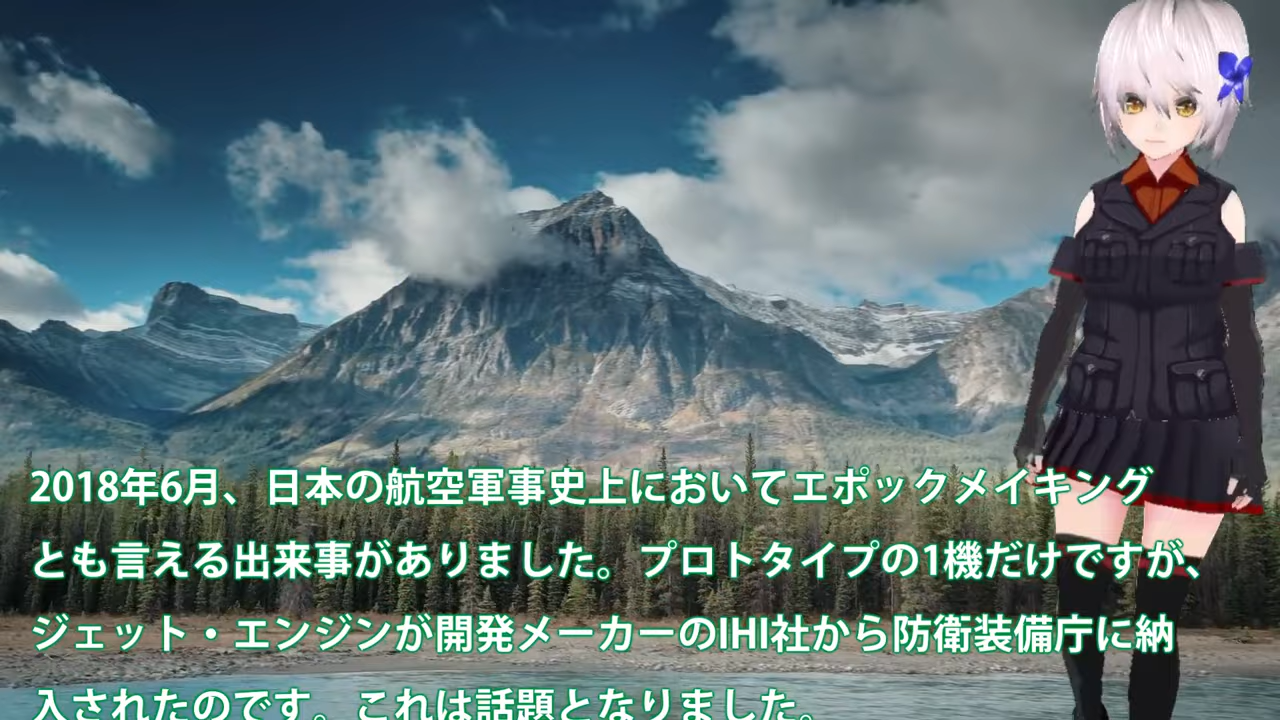 2018年6月、日本の航空軍事史上においてエポックメイキング
とも言える出来事がありました。プロトタイプの1機だけですが、
ジェット・エンジンが開発メーカーのIHI社から防衛装備庁に納
入されたのです。これは話題となりました。